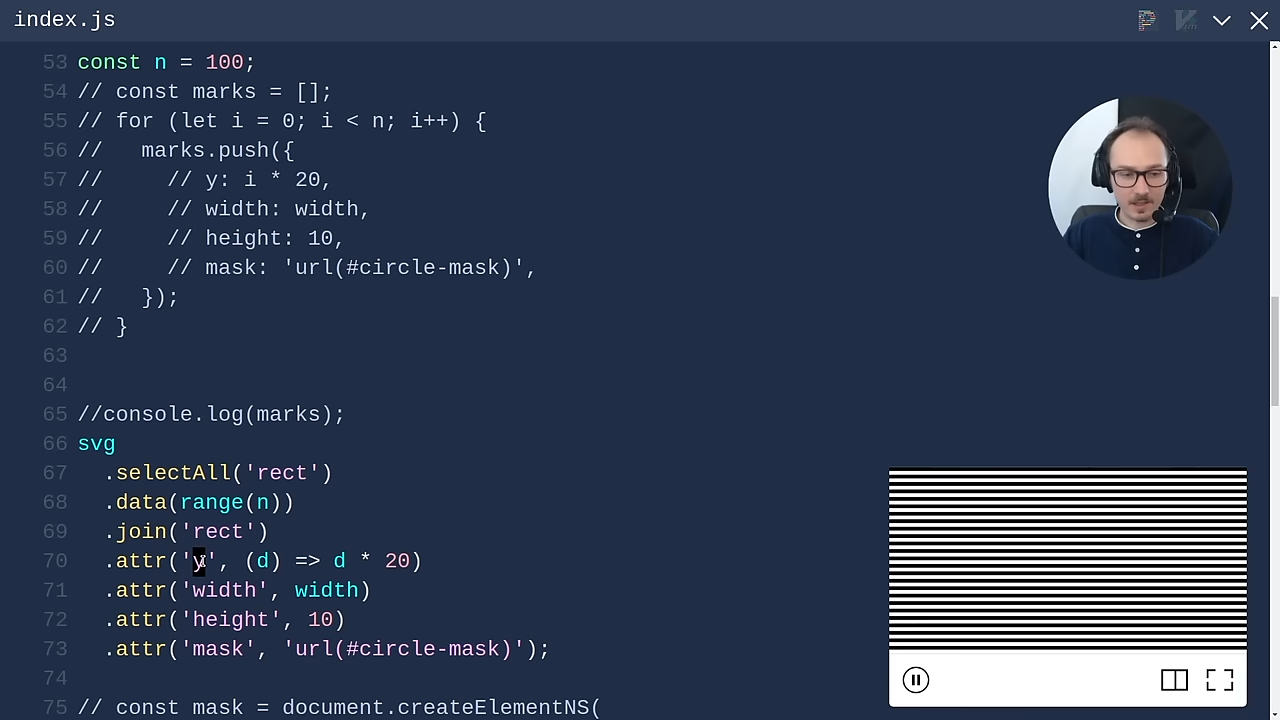 index.js
53 const n = 100;
54 // const marks = [];
55 // for (let i = 0; i < n; i++) {
56 //   marks.push({
57 //     // y: i * 20,
58 //     // width: width,
59 //     // height: 10,
60 //     // mask: 'url(#circle-mask)',
61 //   });
62 // }
63
64
65 //console.log(marks);
66 svg
67   .selectAll('rect')
68   .data(range(n))
69   .join('rect')
70   .attr('y', (d) => d * 20)
71   .attr('width', width)
72   .attr('height', 10)
73   .attr('mask', 'url(#circle-mask)');
74
75 // const mask = document.createElementNS(